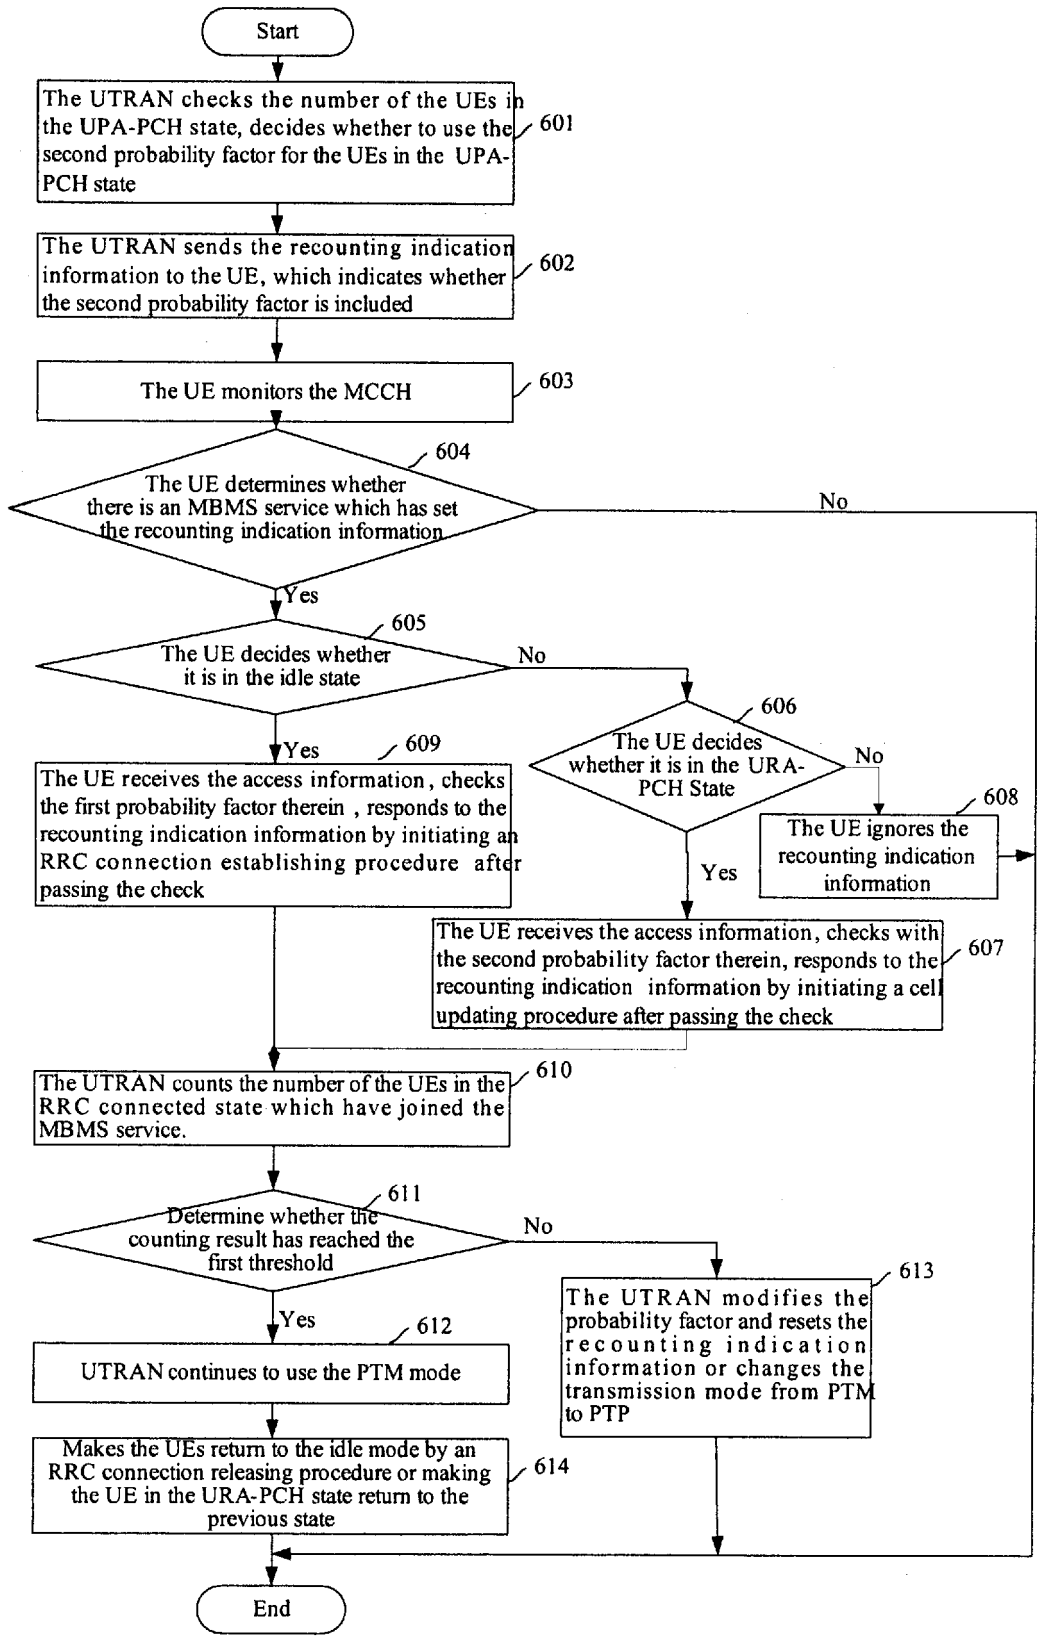 Start
The UTRAN checks the number of the UEs in
the UPA-PCH state, decides whether to use the
second probability factor for the UEs in the UPA-
PCH state
601
The UTRAN sends the recounting indication
information to the UE, which indicates whether
the second probability factor is included
602
The UE monitors the MCCH
603
604
The UE determines whether
there is an MBMS service which has set
the recounting indication information
No
Yes
605
The UE decides whether
it is in the idle state
No
606
The UE decides
whether it is in the URA-
PCH State
No
Yes
609
The UE receives the access information, checks
the first probability factor therein , responds to the
recounting indication information by initiating an
RRC connection establishing procedure after
passing the check
608
The UE ignores the
recounting indication
information
Yes
The UE receives the access information, checks with
the second probability factor therein, responds to the
recounting indication information by initiating a cell
updating procedure after passing the check
607
The UTRAN counts the number of the UEs in the
RRC connected state which have joined the
MBMS service.
610
611
Determine whether the
counting result has reached the
first threshold
No
Yes
613
The UTRAN modifies the
probability factor and resets the
recounting indication
information or changes the
transmission mode from PTM
to PTP
612
UTRAN continues to use the PTM mode
Makes the UEs return to the idle mode by an
RRC connection releasing procedure or making
the UE in the URA-PCH state return to the
previous state
614
End